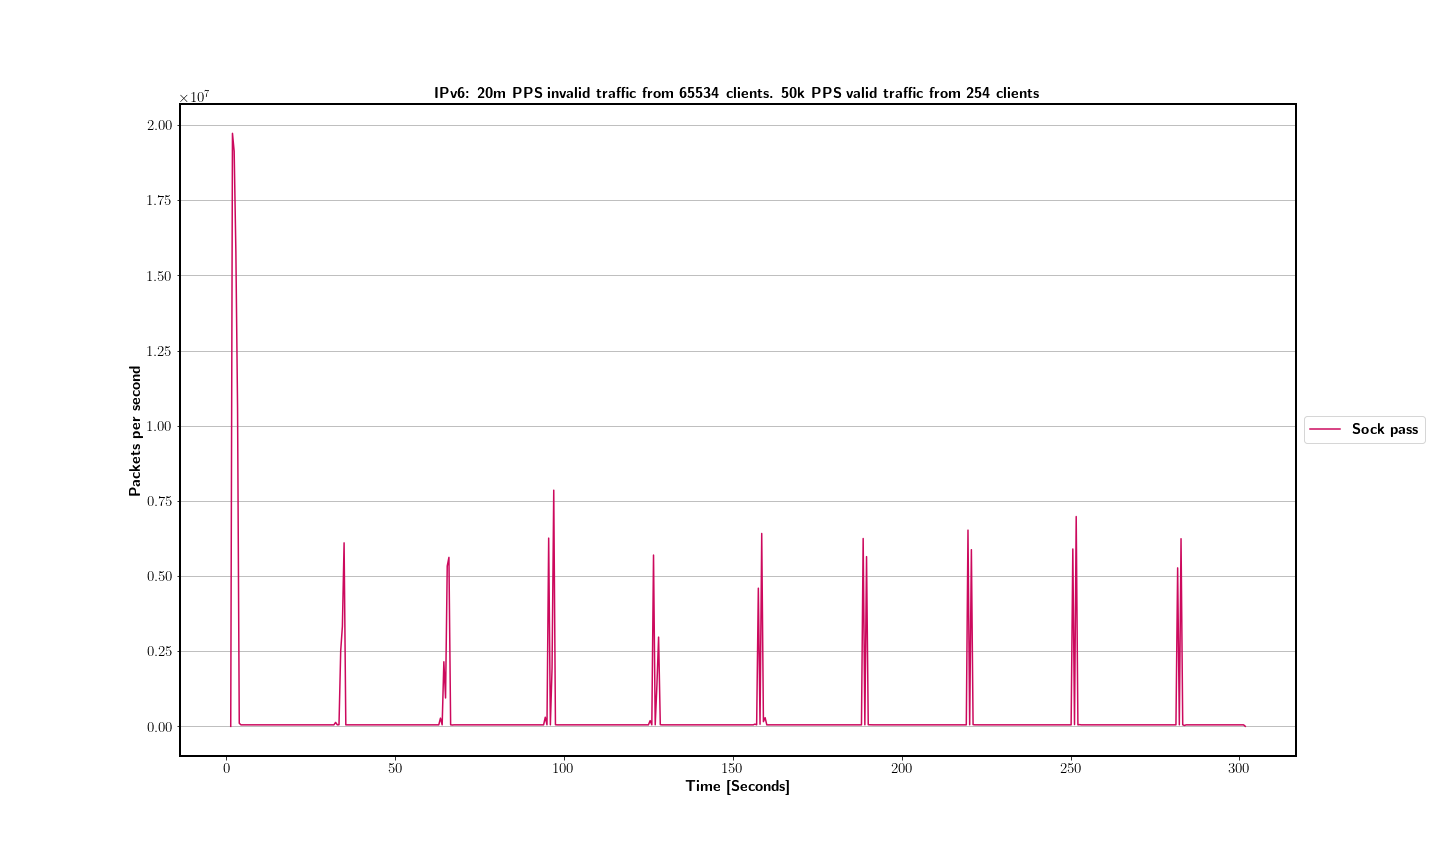 IPv6: 20m PPS invalid traffic from 65534 clients. 50k PPS valid traffic from 254 clients
×10⁷
2.00
1.75
1.50
1.25
1.00
0.75
0.50
0.25
0.00
Packets per second
0 50 100 150 200 250 300
Time [Seconds]
Sock pass